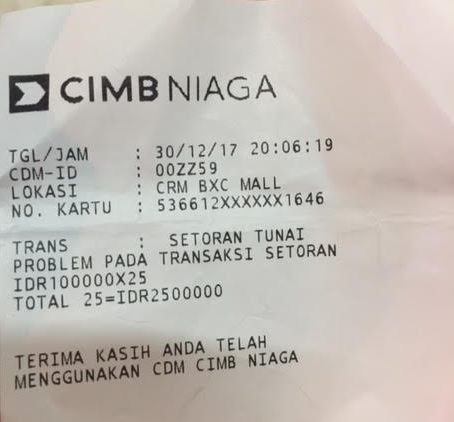 CIMB NIAGA
TGL/JAM : 30/12/17 20:06:19
CDM-ID : 00ZZ59
LOKASI : CRM BXC MALL
NO. KARTU : 536612XXXXXX1646
TRANS : SETORAN TUNAI
PROBLEM PADA TRANSAKSI SETORAN
IDR100000X25
TOTAL 25=IDR2500000
TERIMA KASIH ANDA TELAH
MENGGUNAKAN CDM CIMB NIAGA